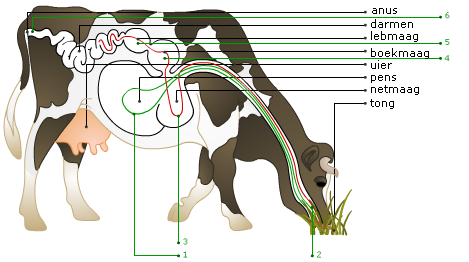 anus
6
darmen
lebmaag
5
boekmaag
4
uier
pens
netmaag
tong
3
1
2